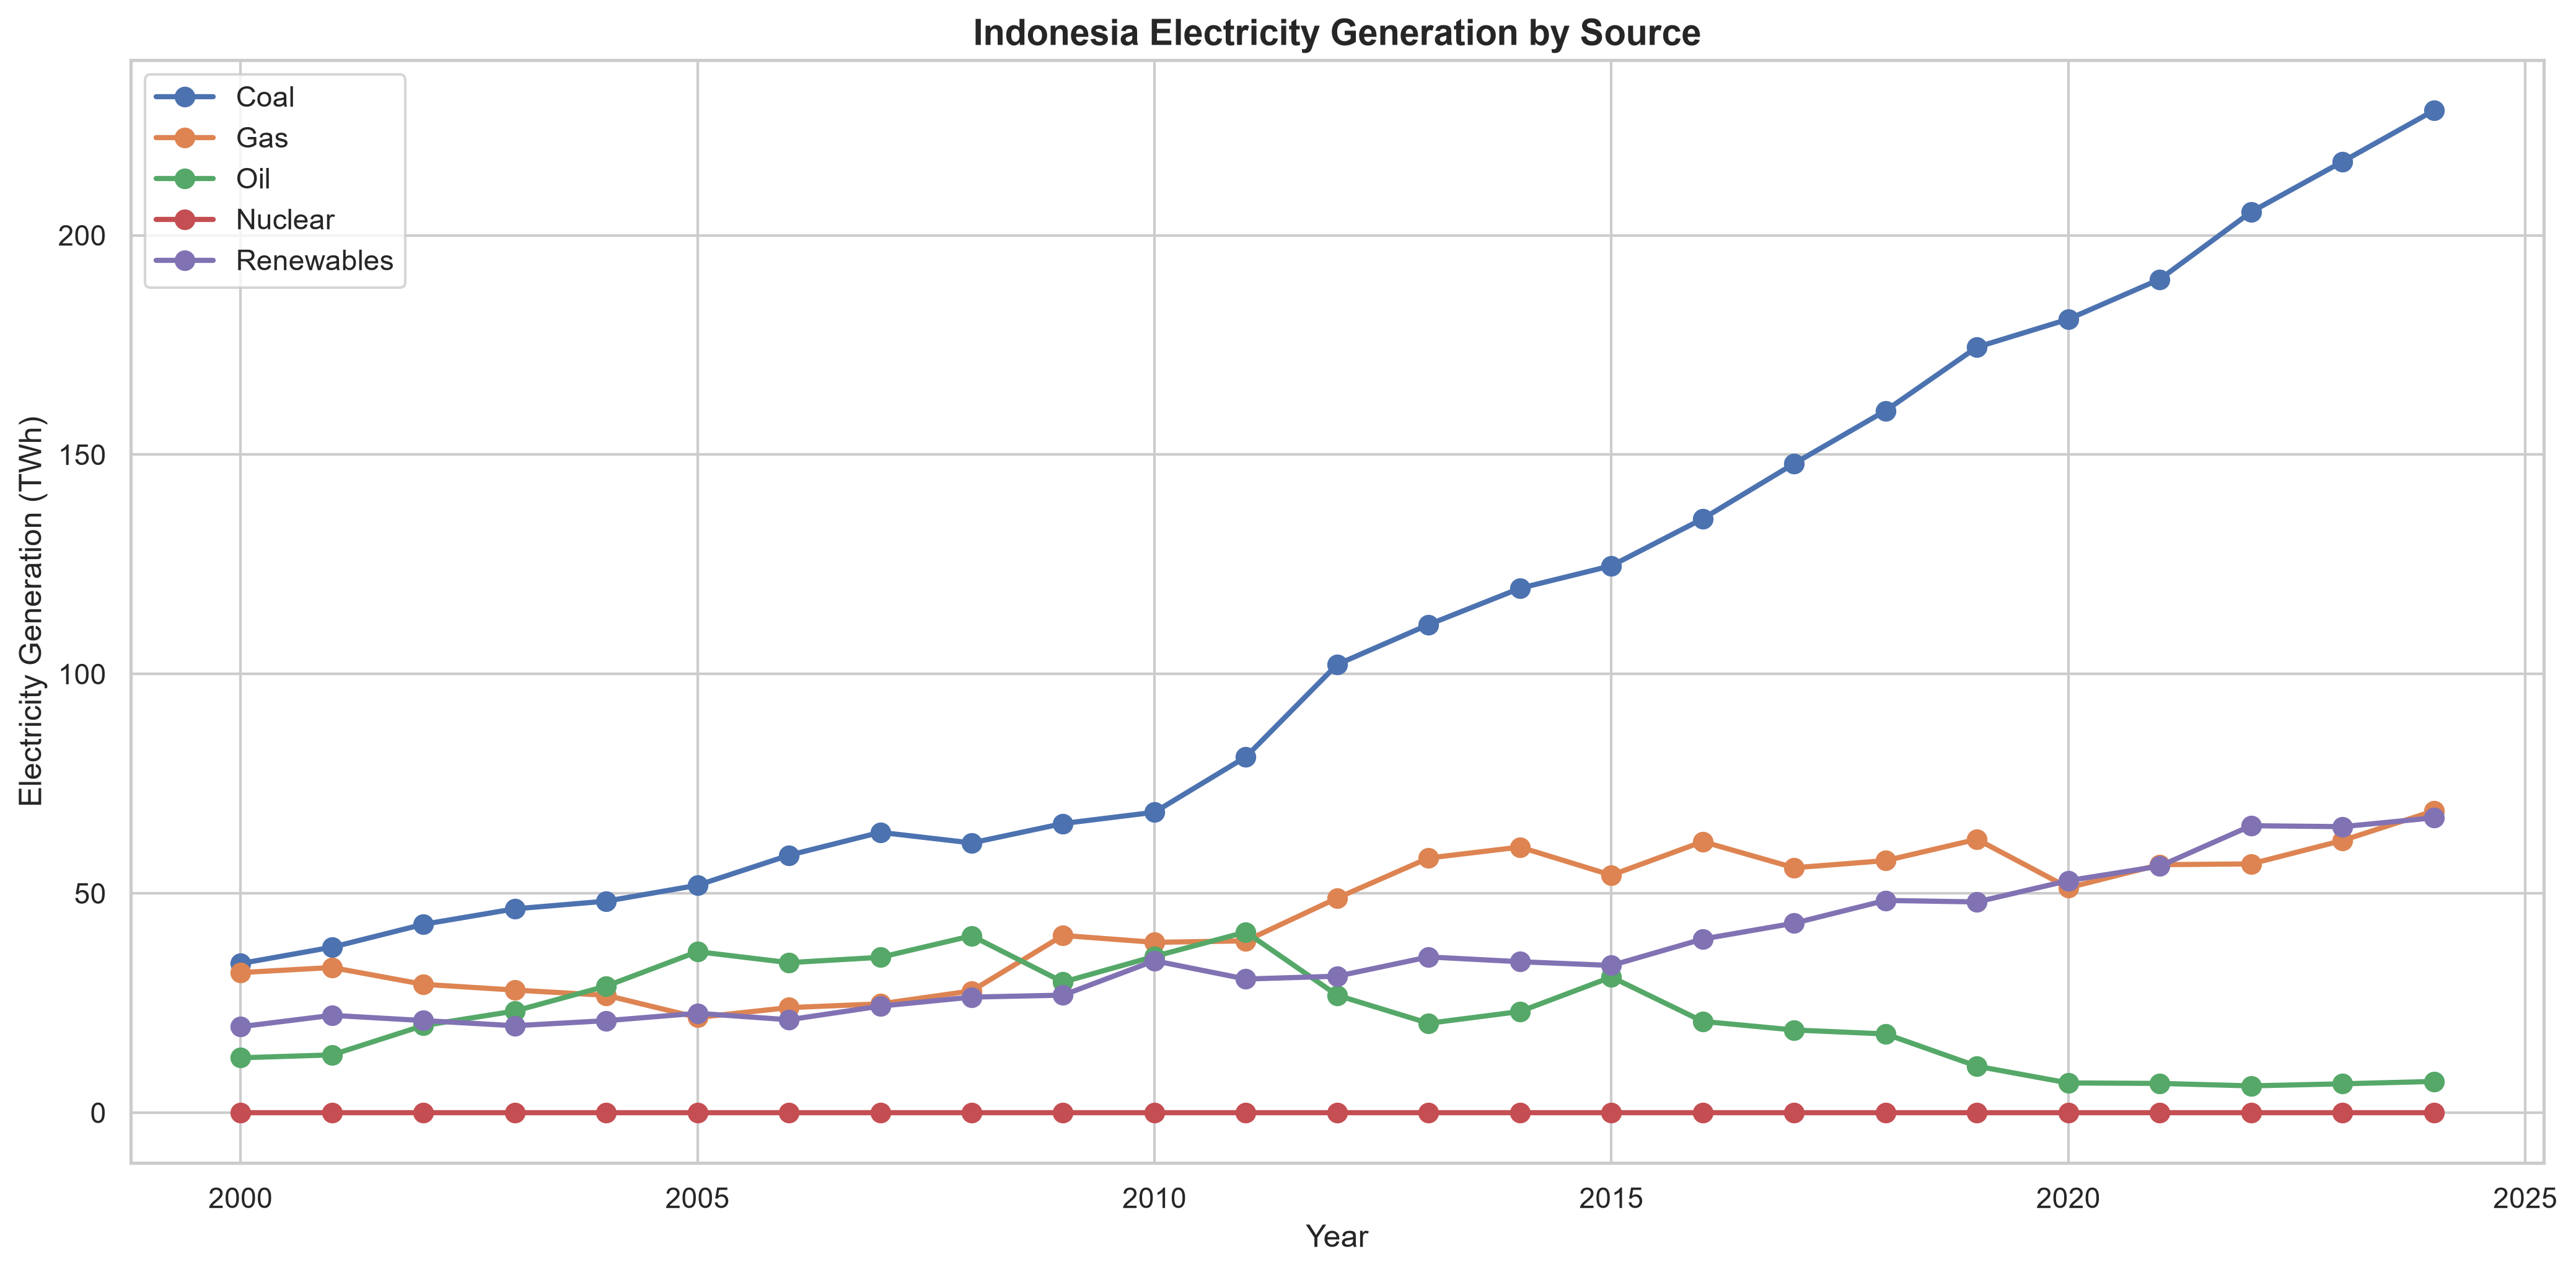 Indonesia Electricity Generation by Source
Coal
Gas
Oil
Nuclear
Renewables
Electricity Generation (TWh)
200
150
100
50
0
2000
2005
2010
2015
2020
2025
Year